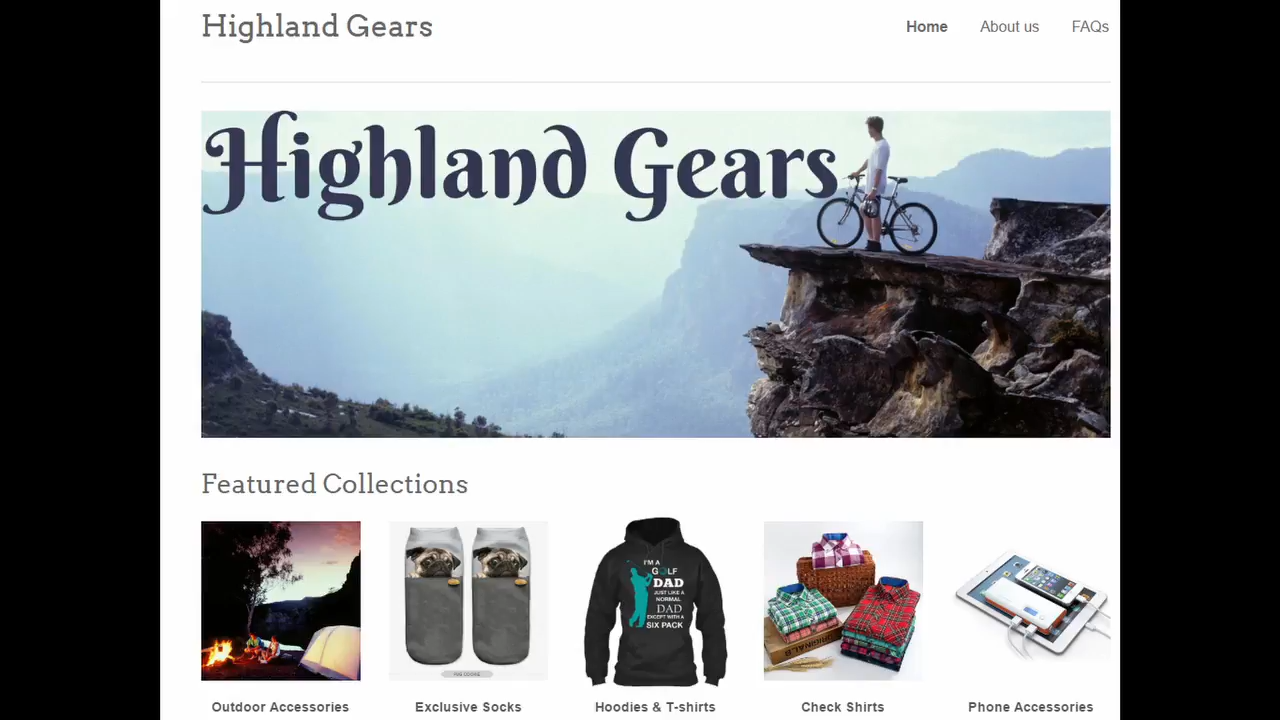 Highland Gears
Home About us FAQs
Highland Gears
Featured Collections
I'M A
GOLF
DAD
JUST LIKE A
NORMAL
DAD
EXCEPT WITH A
SIX PACK
ORIGINALS
Outdoor Accessories Exclusive Socks Hoodies & T-shirts Check Shirts Phone Accessories